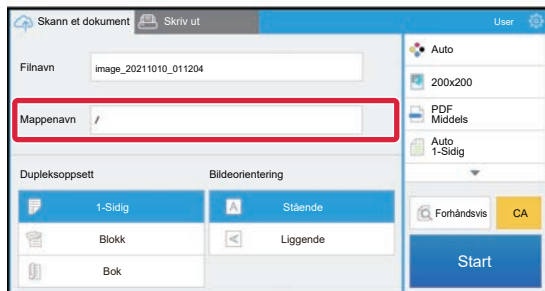 Skann et dokument
Skriv ut
User
Filnavn
image_20211010_011204
Mappenavn
/
Dupleksoppsett
1-Sidig
Blokk
Bok
Bildeorientering
A
Stående
Liggende
Auto
200x200
PDF
Middels
Auto
1-Sidig
Forhåndsvis
CA
Start